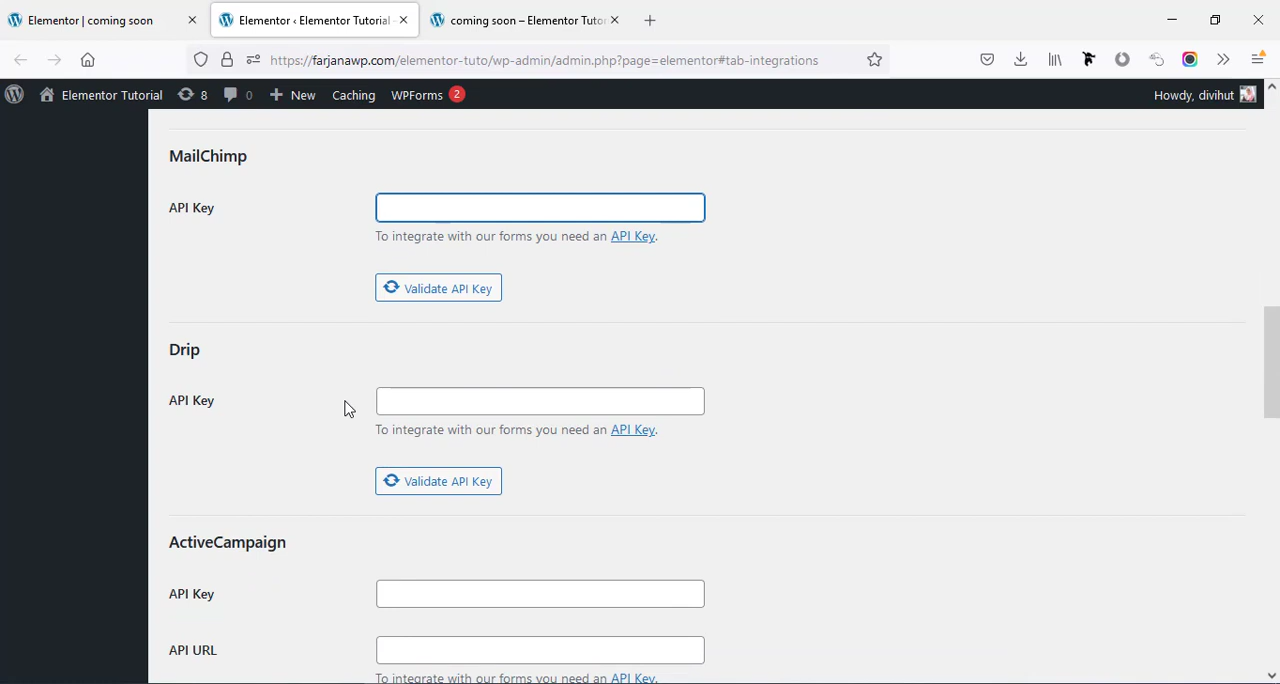 Elementor | coming soon
Elementor ‹ Elementor Tutorial -
coming soon – Elementor Tuto
https://farjanawp.com/elementor-tuto/wp-admin/admin.php?page=elementor#tab-integrations
Elementor Tutorial 8 0 New Caching WPForms 2 Howdy, divihut
MailChimp
API Key
To integrate with our forms you need an API Key.
Validate API Key
Drip
API Key
To integrate with our forms you need an API Key.
Validate API Key
ActiveCampaign
API Key
API URL
To integrate with our forms you need an API Key.